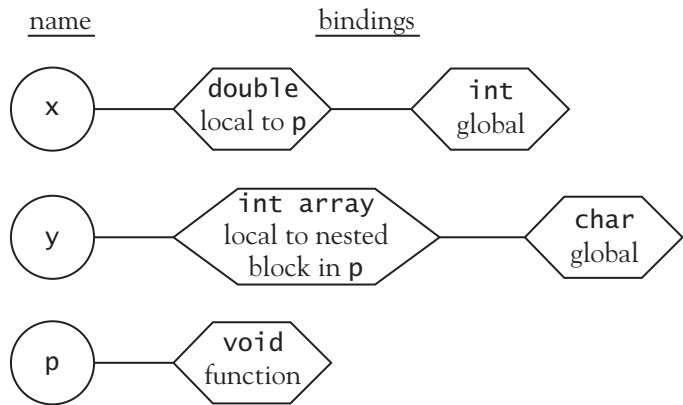 name
bindings
x
double
local to p
int
global
y
int array
local to nested
block in p
char
global
p
void
function